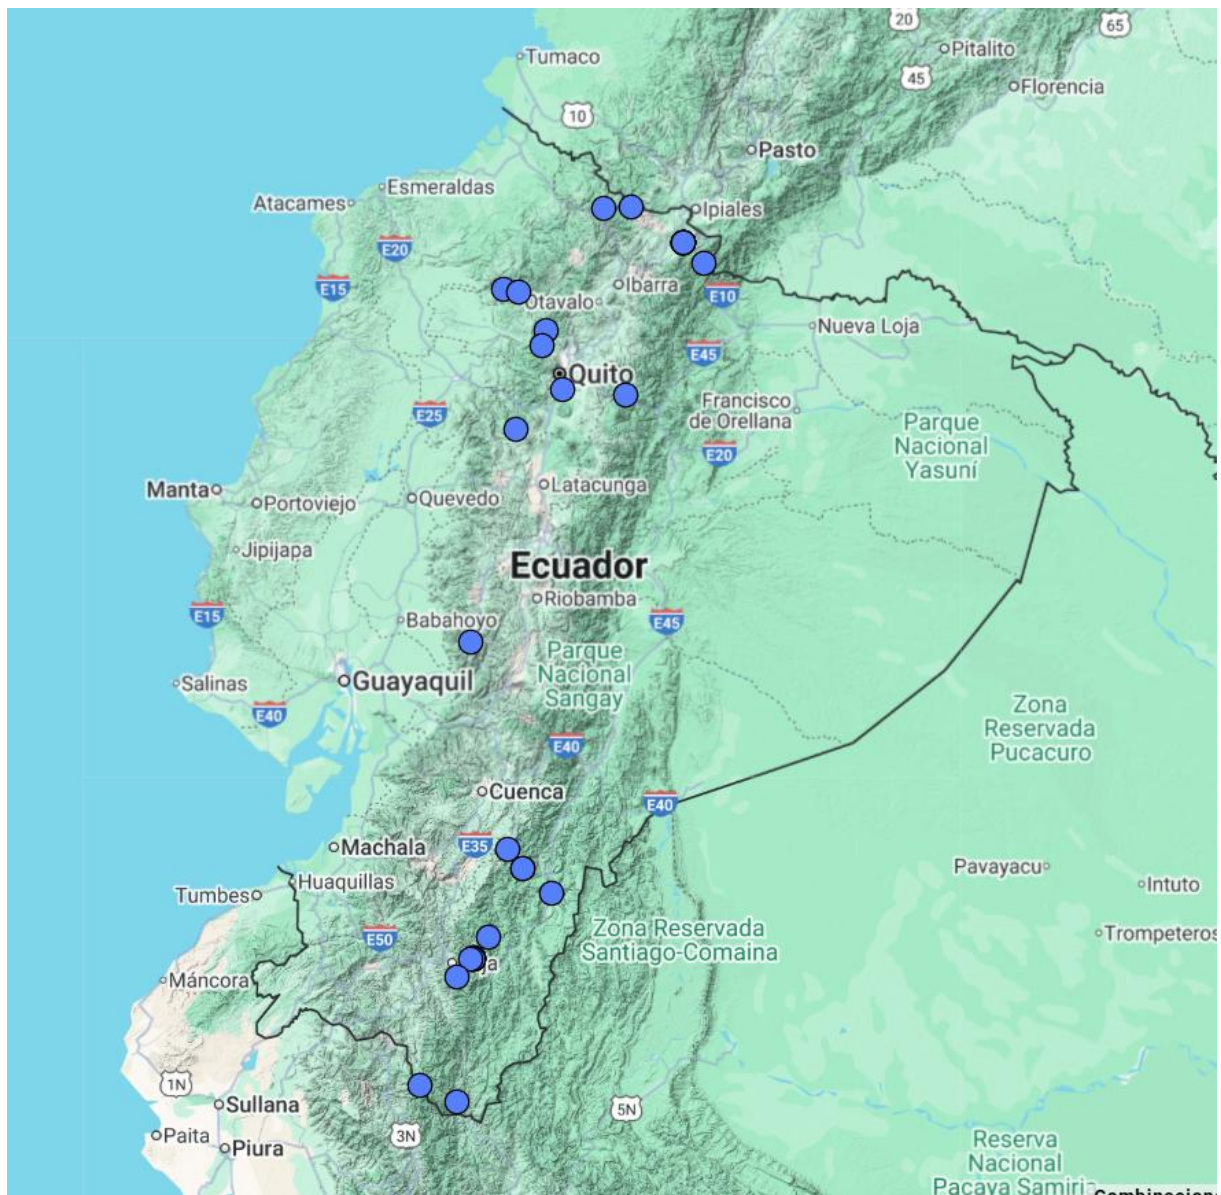 20
65
Tumaco
Pitalito
45
Florencia
10
Pasto
Esmeraldas
Atacames
Ipiales
E20
E15
Ibarra
E10
Otavalo
Nueva Loja
E45
Quito
Francisco
de Orellana
E25
Parque
Nacional
Yasuní
E20
Manta
Portoviejo
Quevedo
Latacunga
Jipijapa
Ecuador
Riobamba
E15
Babahoyo
E45
Parque
Nacional
Sangay
Guayaquil
Salinas
E40
Zona
Reservada
Pucacuro
E40
Cuenca
E40
Machala
E35
Pavayacu
Huaquillas
Tumbes
Intuto
Zona Reservada
Santiago-Comaina
E50
Trompeteros
ja
Máncora
1N
Sullana
5N
Paita
3N
Piura
Reserva
Nacional
Pacaya Samiria
Combinacion